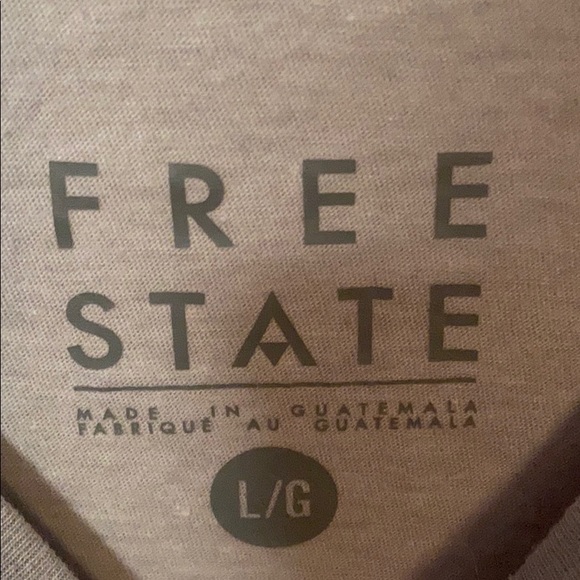 FREE
STATE
MADE IN GUATEMALA
FABRIQUÉ AU GUATEMALA
L/G